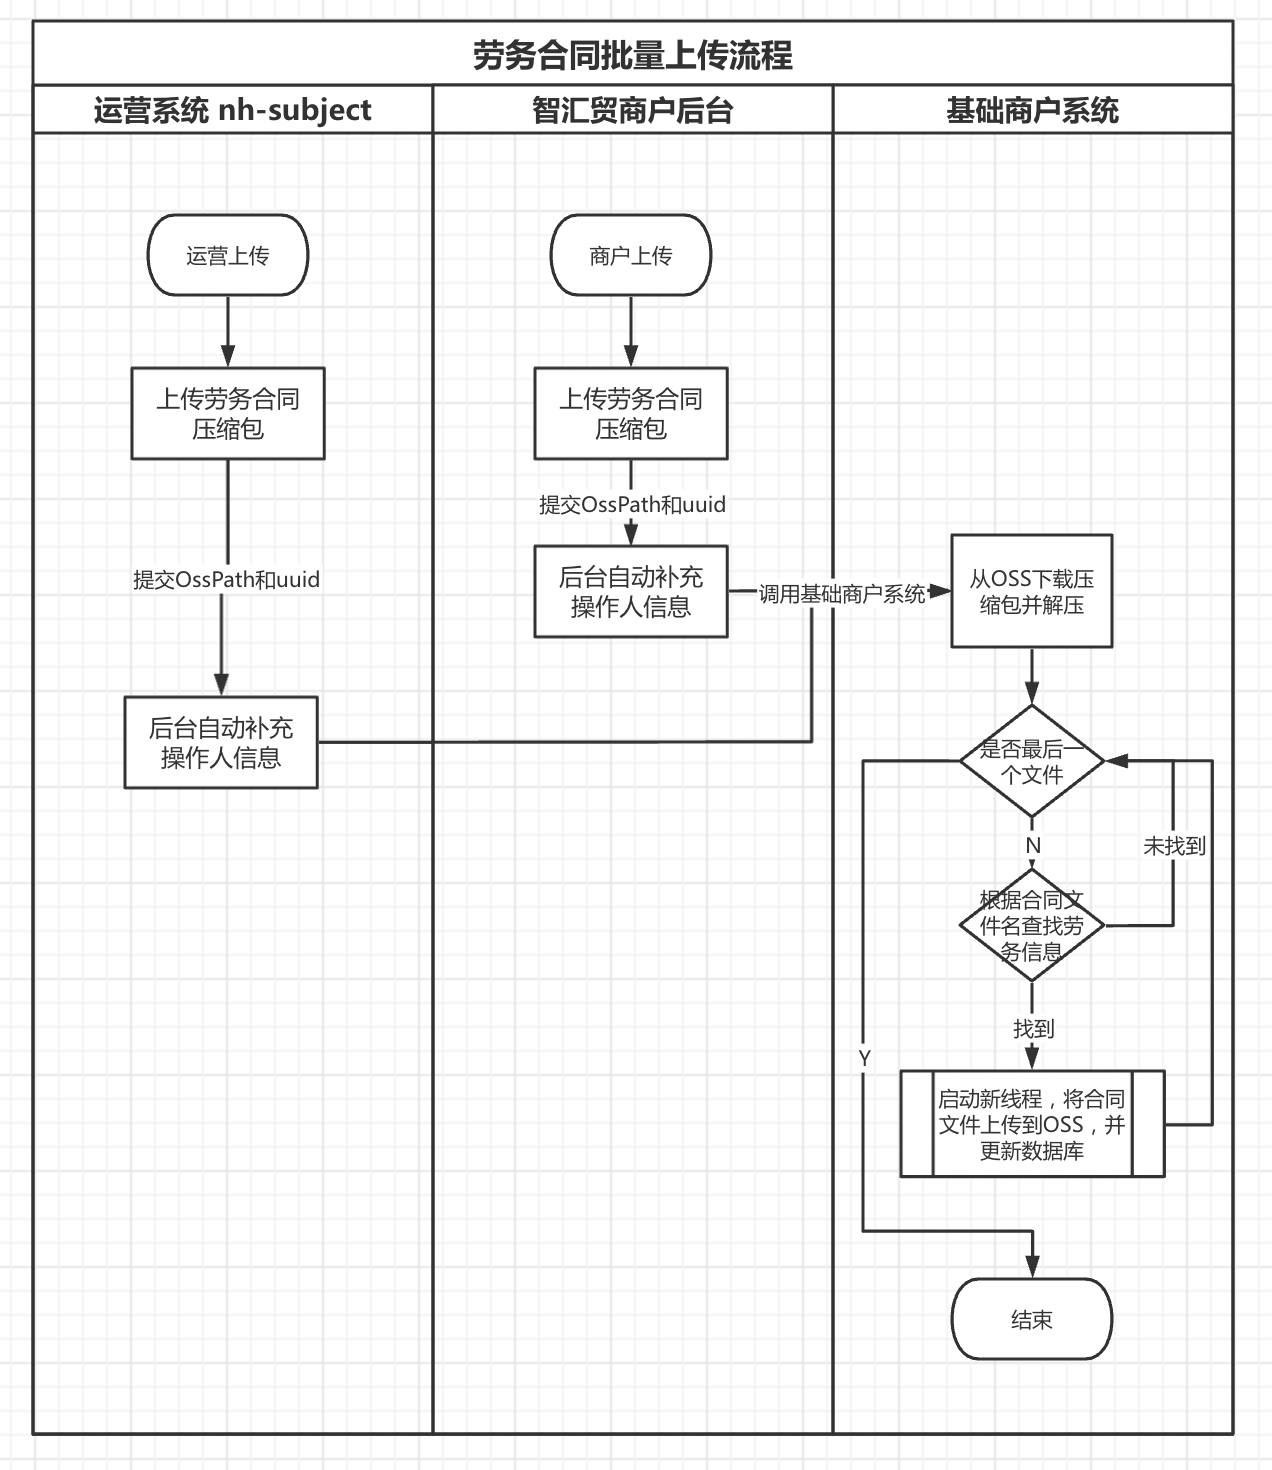 劳务合同批量上传流程
运营系统 nh-subject
智汇贸商户后台
基础商户系统
运营上传
商户上传
上传劳务合同
压缩包
上传劳务合同
压缩包
提交OssPath和uuid
提交OssPath和uuid
后台自动补充
操作人信息
调用基础商户系统
从OSS下载压
缩包并解压
后台自动补充
操作人信息
是否最后一
个文件
N
未找到
根据合同文
件名查找劳
务信息
找到
Y
启动新线程，将合同
文件上传到OSS，并
更新数据库
结束